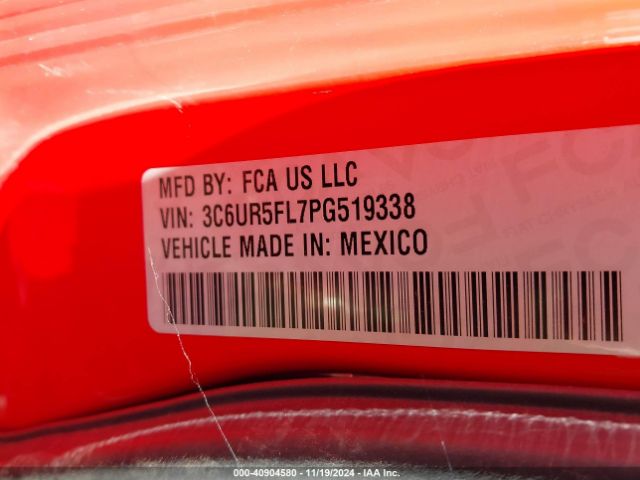 MFD BY: FCA US LLC
VIN: 3C6UR5FL7PG519338
VEHICLE MADE IN: MEXICO
000-40904580 - 11/19/2024 - IAA Inc.